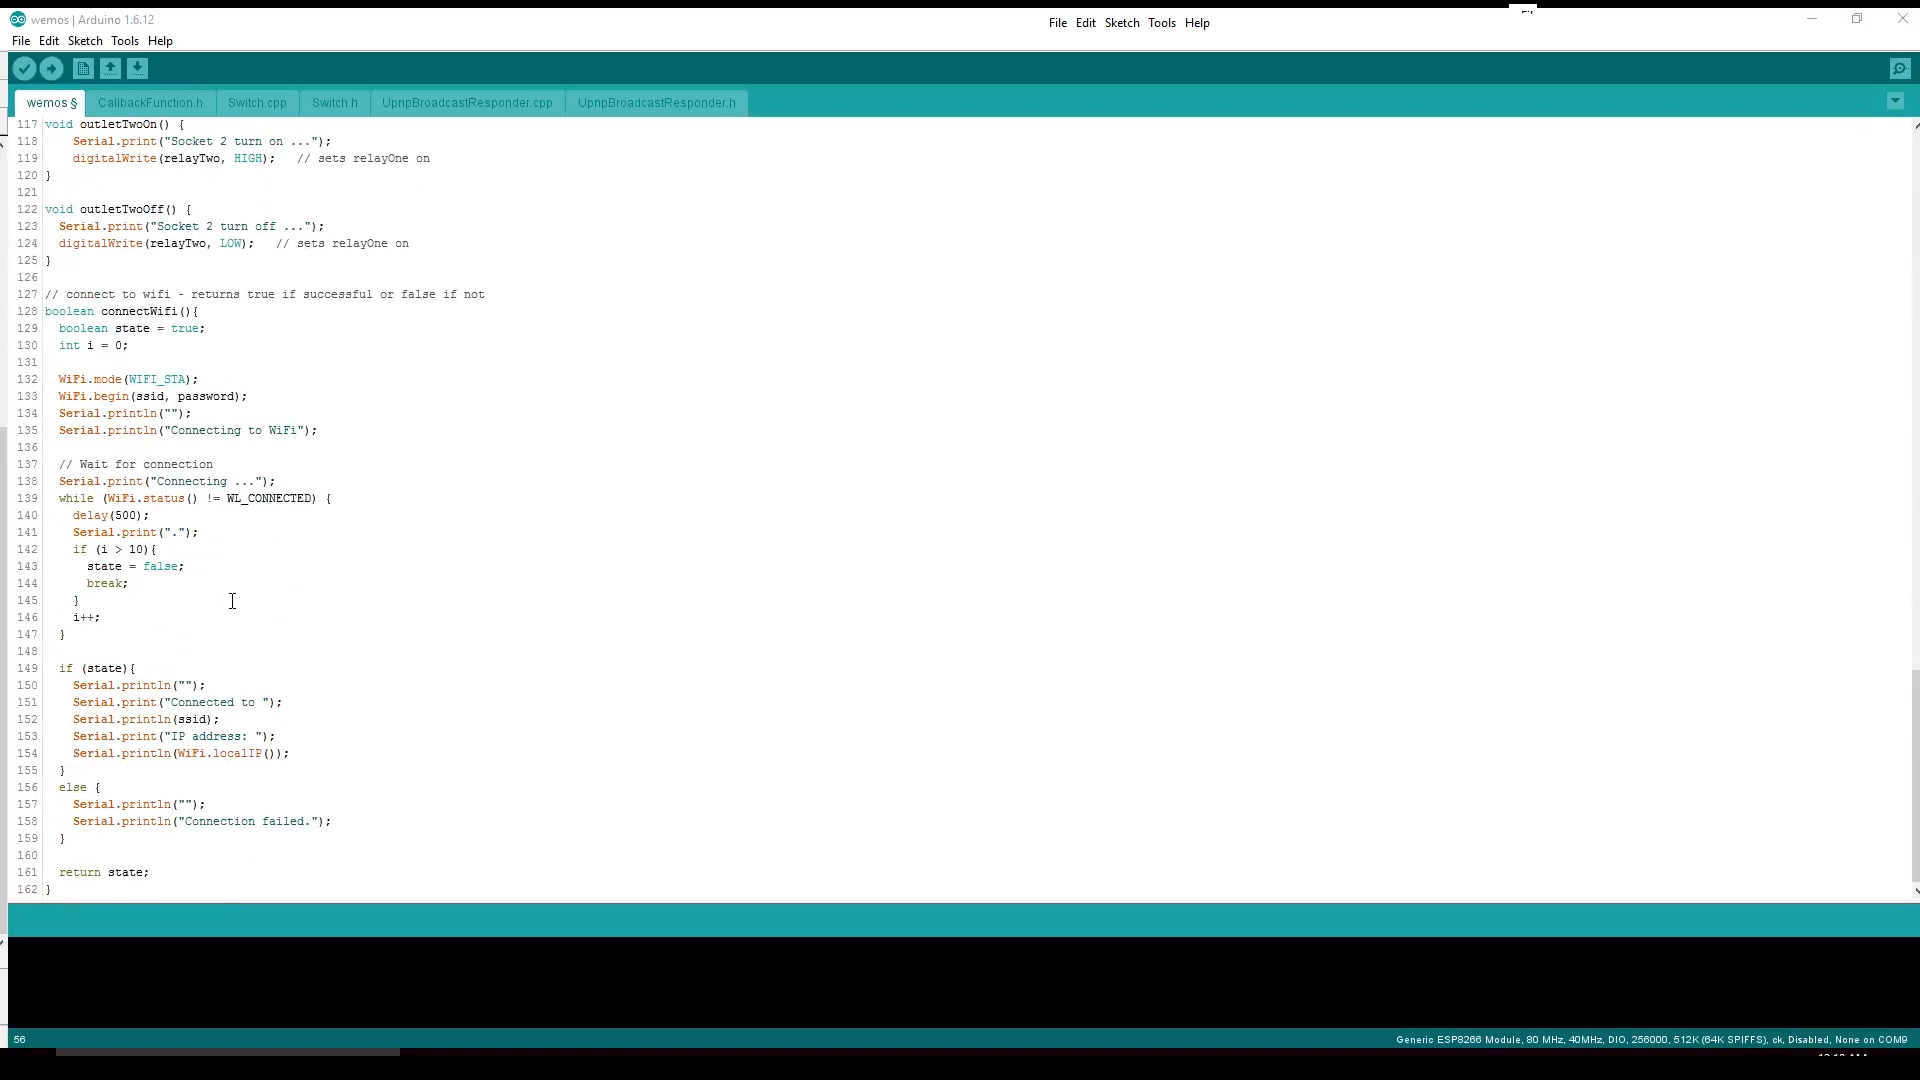 wemos | Arduino 1.6.12
File Edit Sketch Tools Help
File Edit Sketch Tools Help
wemos § CallbackFunction.h Switch.cpp Switch.h UpnpBroadcastResponder.cpp UpnpBroadcastResponder.h
117 void outletTwoOn() {
118 Serial.print("Socket 2 turn on ...");
119 digitalWrite(relayTwo, HIGH); // sets relayOne on
120 }
121
122 void outletTwoOff() {
123 Serial.print("Socket 2 turn off ...");
124 digitalWrite(relayTwo, LOW); // sets relayOne on
125 }
126
127 // connect to wifi - returns true if successful or false if not
128 boolean connectWifi(){
129 boolean state = true;
130 int i = 0;
131
132 WiFi.mode(WIFI_STA);
133 WiFi.begin(ssid, password);
134 Serial.println("");
135 Serial.println("Connecting to WiFi");
136
137 // Wait for connection
138 Serial.print("Connecting ...");
139 while (WiFi.status() != WL_CONNECTED) {
140 delay(500);
141 Serial.print(".");
142 if (i > 10){
143 state = false;
144 break;
145 }
146 i++;
147 }
148
149 if (state){
150 Serial.println("");
151 Serial.print("Connected to ");
152 Serial.println(ssid);
153 Serial.print("IP address: ");
154 Serial.println(WiFi.localIP());
155 }
156 else {
157 Serial.println("");
158 Serial.println("Connection failed.");
159 }
160
161 return state;
162 }
56
Generic ESP8266 Module, 80 MHz, 40MHz, DIO, 256000, 512K (64K SPIFFS), ck, Disabled, None on COM9